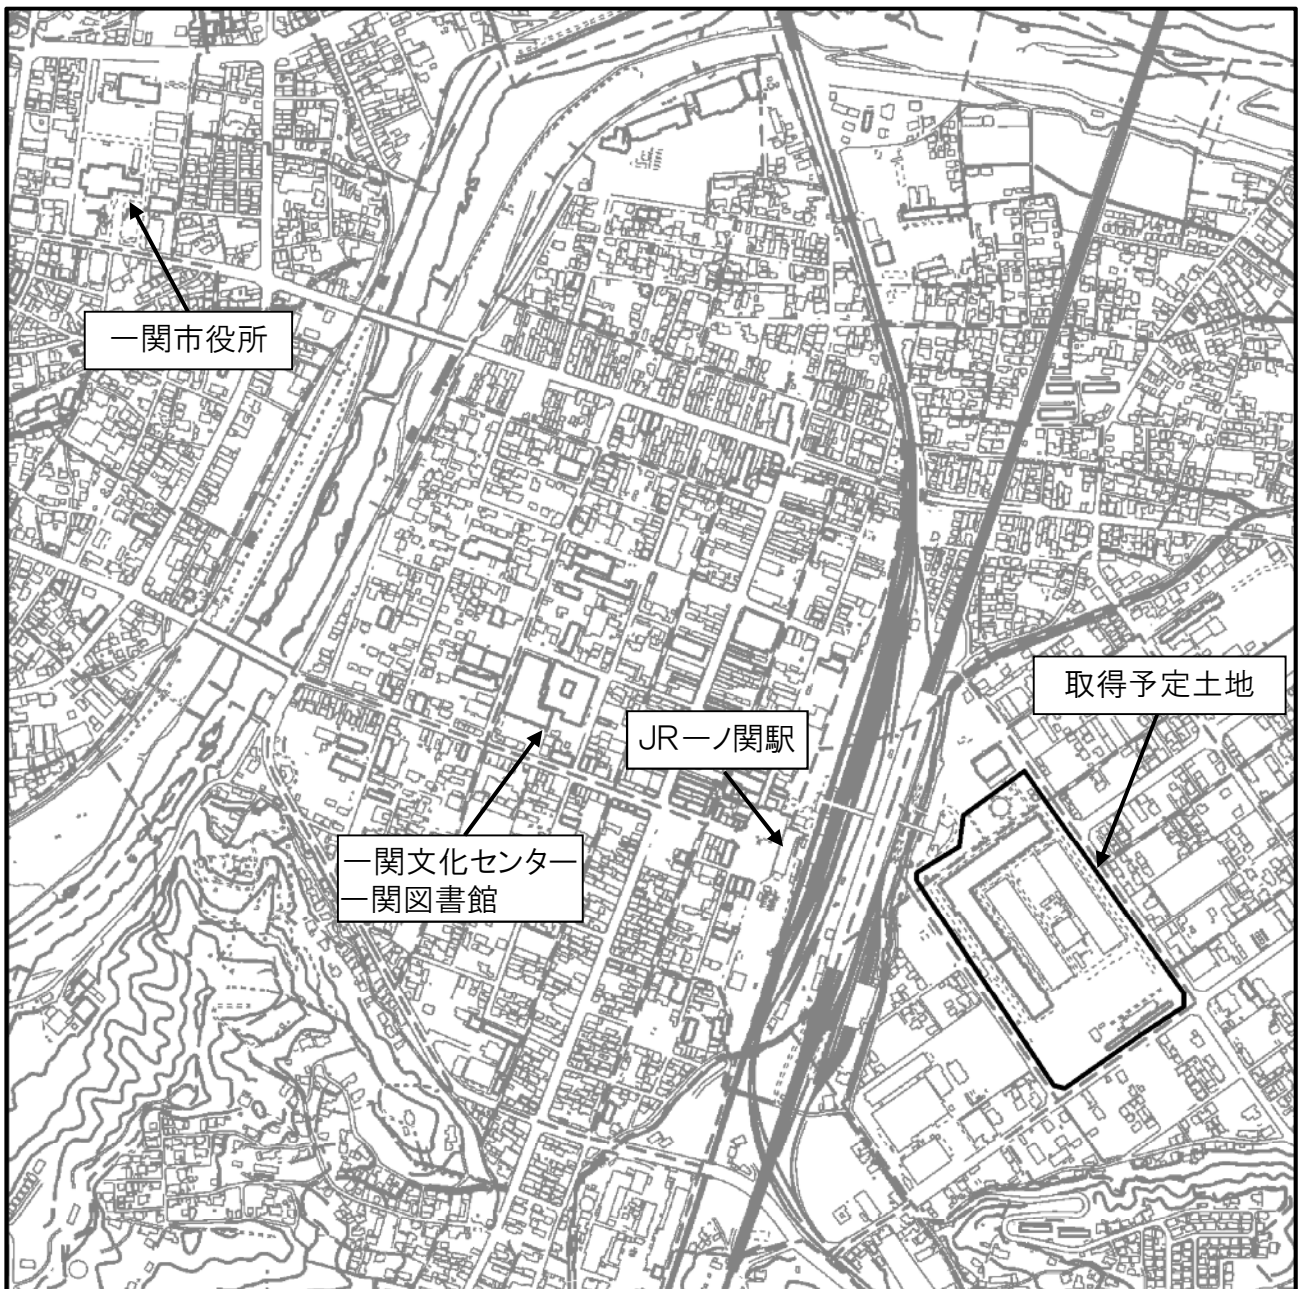 一関市役所
取得予定土地
JR一ノ関駅
一関文化センター
一関図書館